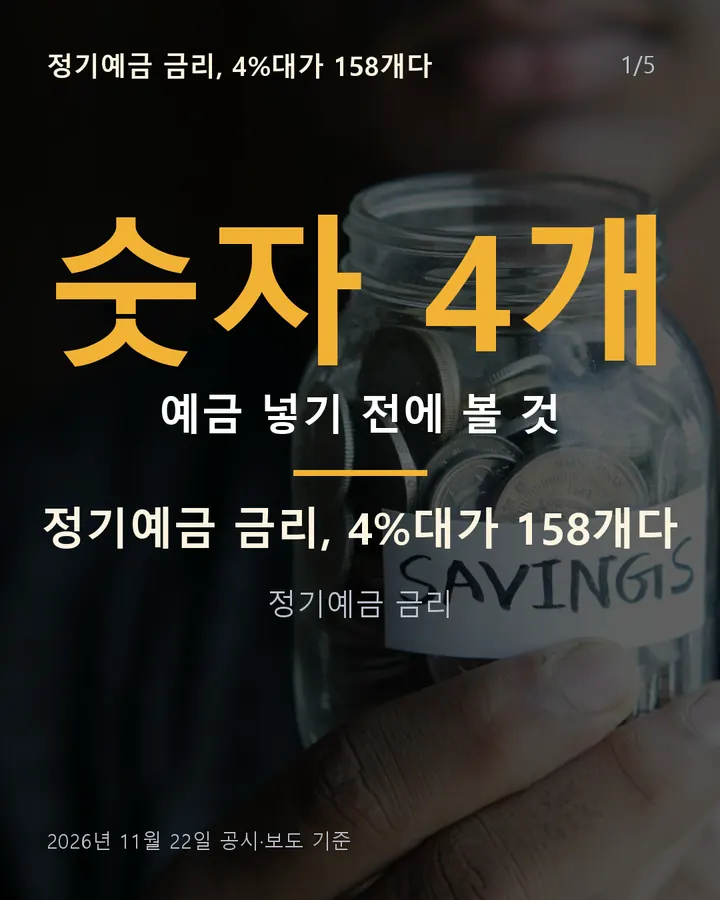 정기예금 금리, 4%대가 158개다
1/5
숫자 4개
예금 넣기 전에 볼 것
정기예금 금리, 4%대가 158개다
SAVINGS
정기예금 금리
2026년 11월 22일 공시·보도 기준